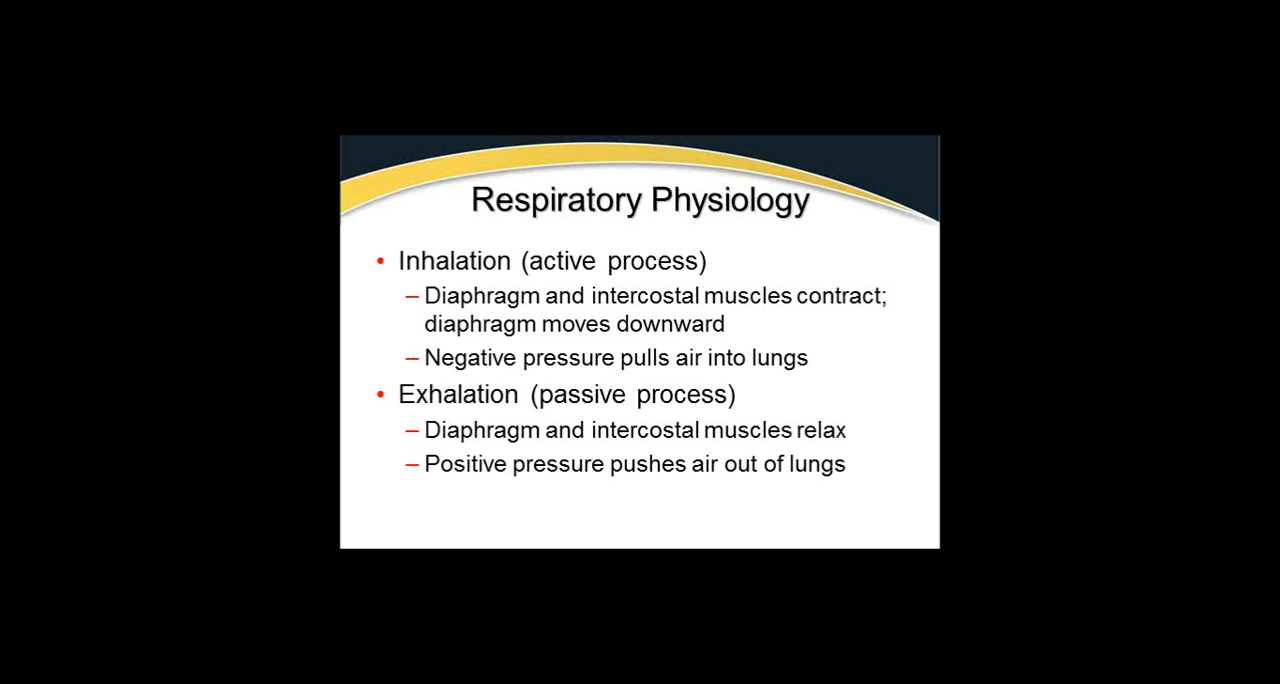 Respiratory Physiology
• Inhalation (active process)
– Diaphragm and intercostal muscles contract;
diaphragm moves downward
– Negative pressure pulls air into lungs
• Exhalation (passive process)
– Diaphragm and intercostal muscles relax
– Positive pressure pushes air out of lungs